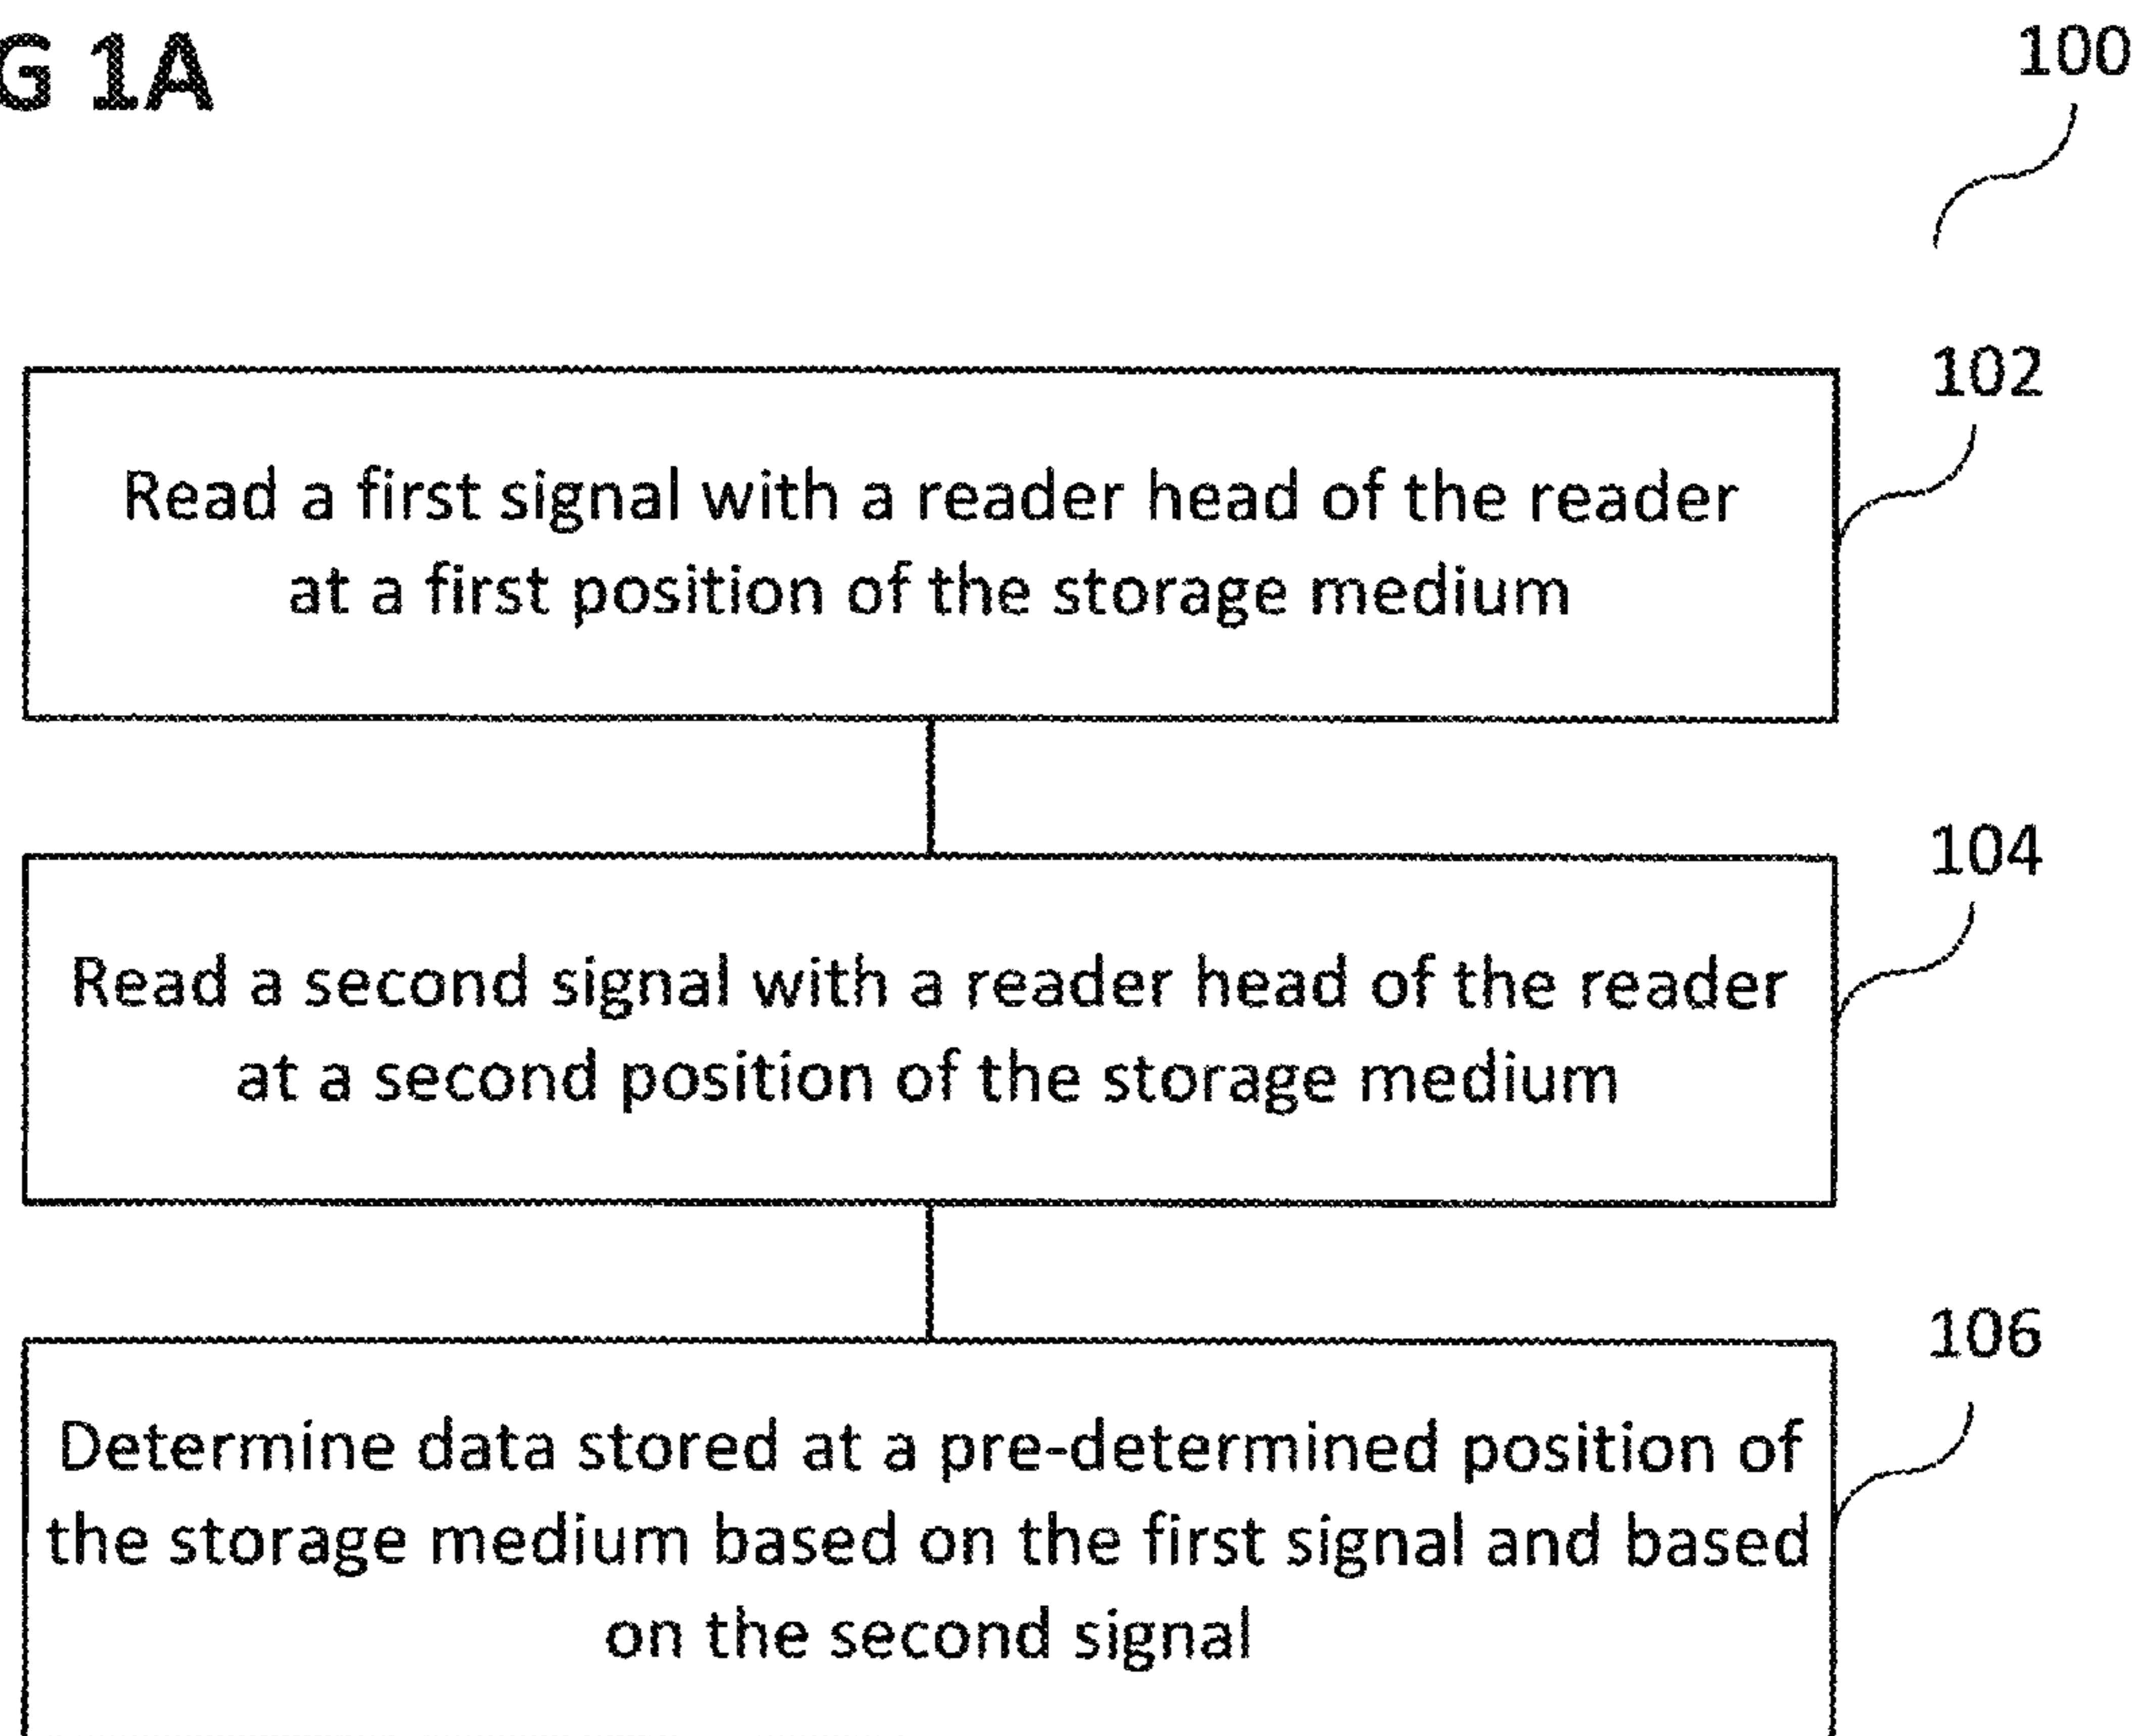 G 1A
100
102
Read a first signal with a reader head of the reader
at a first position of the storage medium
104
Read a second signal with a reader head of the reader
at a second position of the storage medium
106
Determine data stored at a pre-determined position of
the storage medium based on the first signal and based
on the second signal